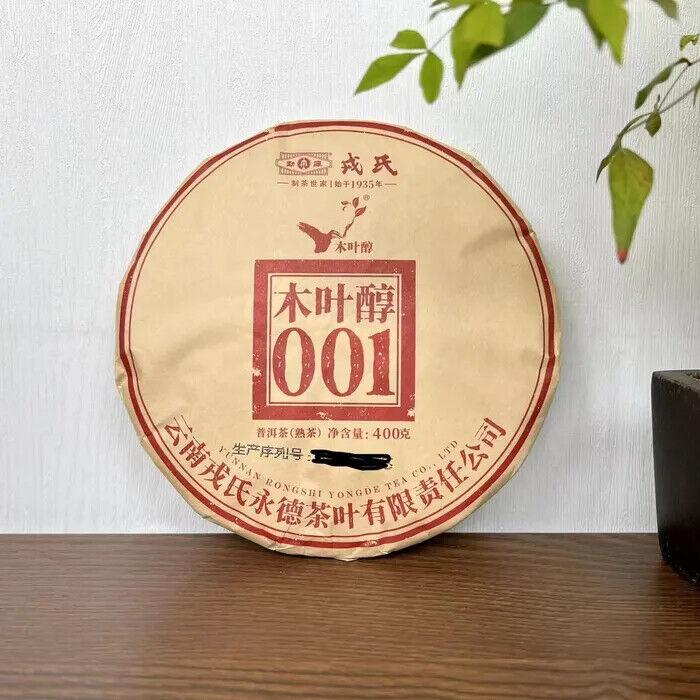 勐库 戎氏
制茶世家 | 始于1935年
®
木叶醇
木叶醇
001
普洱茶(熟茶) 净含量: 400克
生产序列号:
YUNNAN RONGSHI YONGDE TEA CO., LTD
云南戎氏永德茶叶有限责任公司